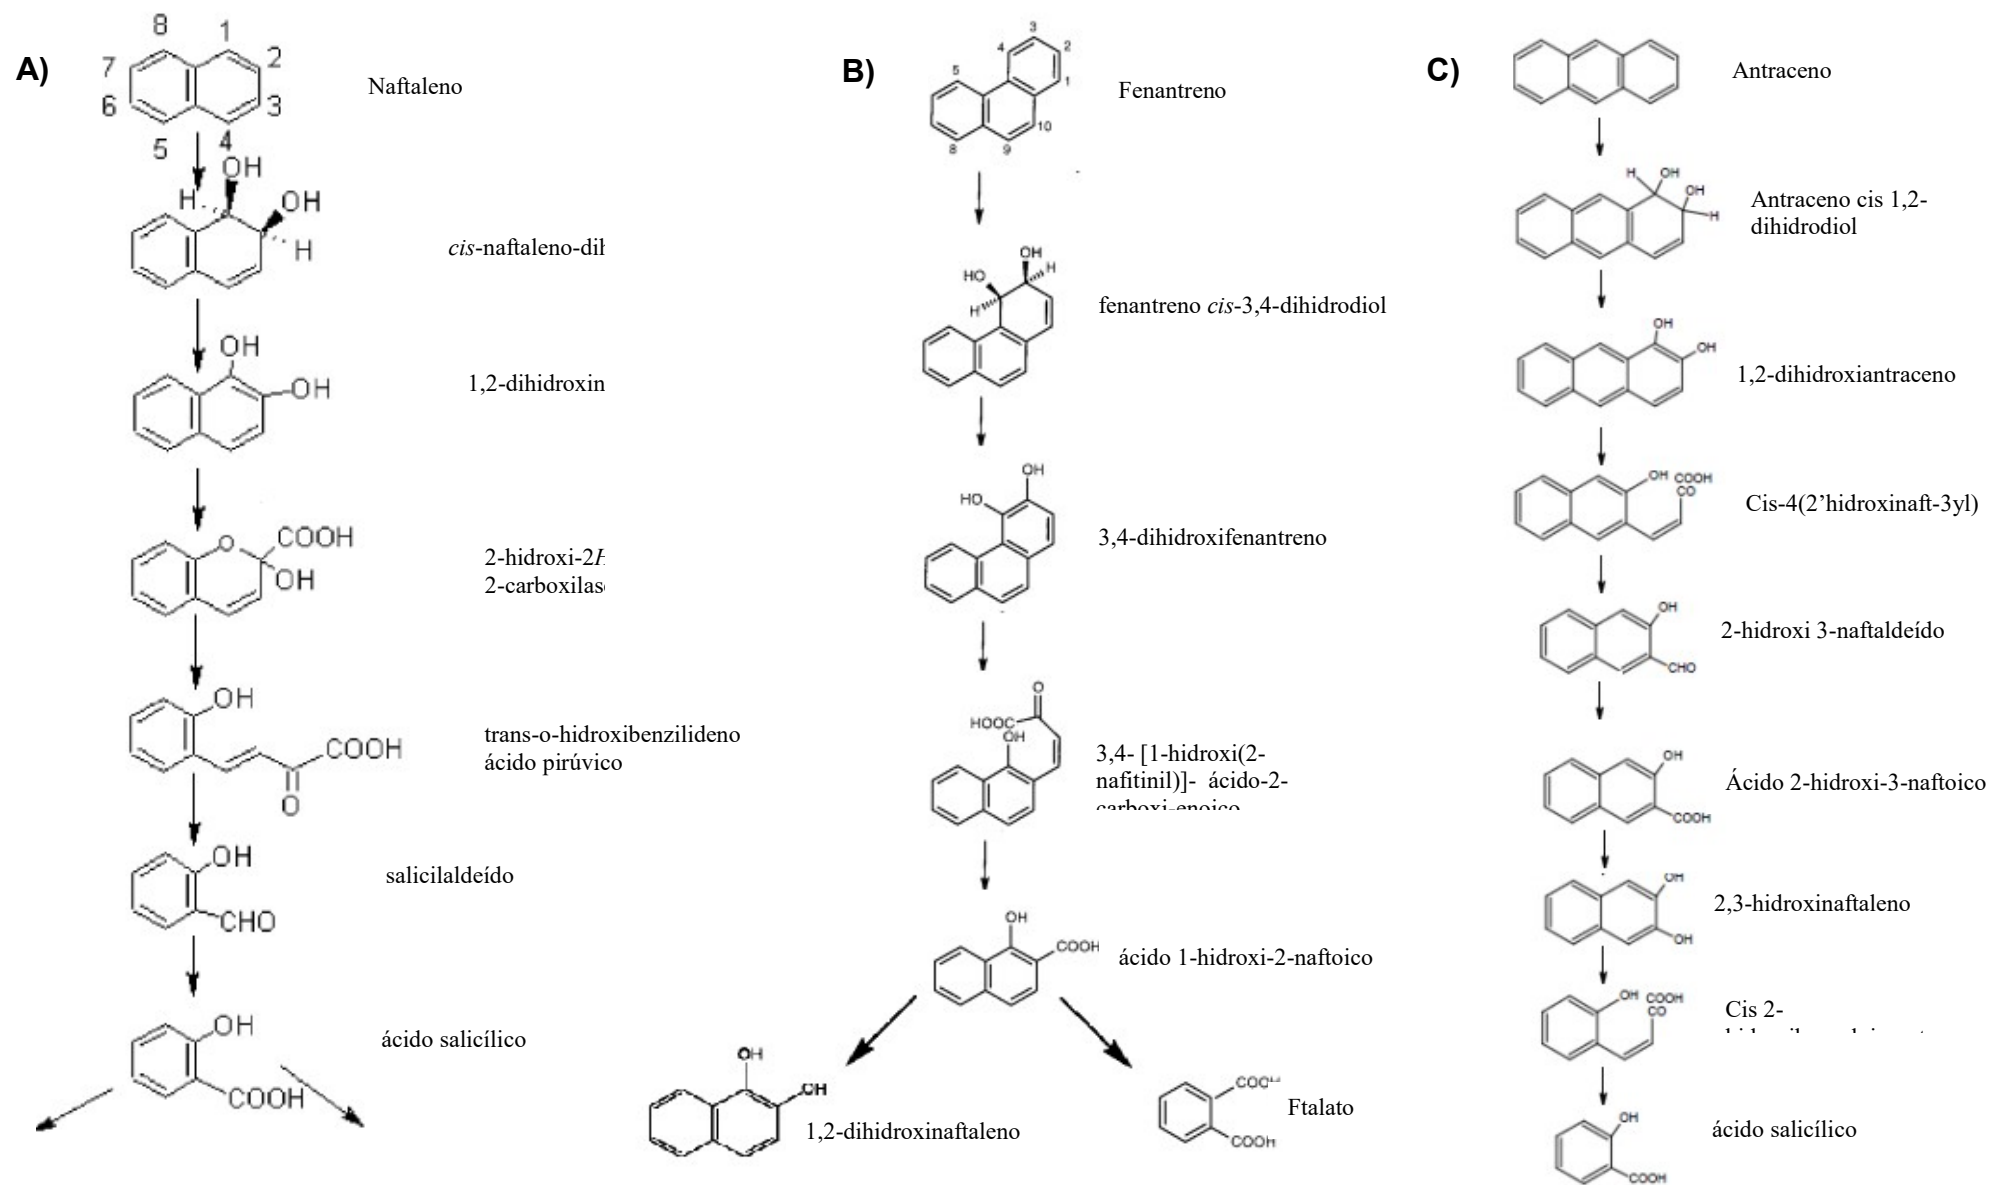 A)
8
1
7
2
6
3
5
4
Naftaleno
OH
H
OH
H
cis-naftaleno-dih
OH
OH
1,2-dihidroxin
O
COOH
OH
2-hidroxi-2H
2-carboxilas
OH
COOH
O
trans-o-hidroxibenzilideno
ácido pirúvico
OH
CHO
salicilaldeído
OH
COOH
ácido salicílico
B)
3
4
2
5
1
10
8
9
Fenantreno
OH
HO
H
H
fenantreno cis-3,4-dihidrodiol
OH
HO
3,4-dihidroxifenantreno
O
HOOC
OH
3,4- [1-hidroxi(2-
nafitinil)]- ácido-2-
carboxi-enoico
OH
COOH
ácido 1-hidroxi-2-naftoico
OH
OH
1,2-dihidroxinaftaleno
COOH
Ftalato
C)
Antraceno
H
OH
OH
H
Antraceno cis 1,2-
dihidrodiol
OH
OH
1,2-dihidroxiantraceno
OH
COOH
CO
Cis-4(2’hidroxinaft-3yl)
OH
CHO
2-hidroxi 3-naftaldeído
OH
COOH
Ácido 2-hidroxi-3-naftoico
OH
OH
2,3-hidroxinaftaleno
OH
COOH
CO
Cis 2-
OH
COOH
ácido salicílico